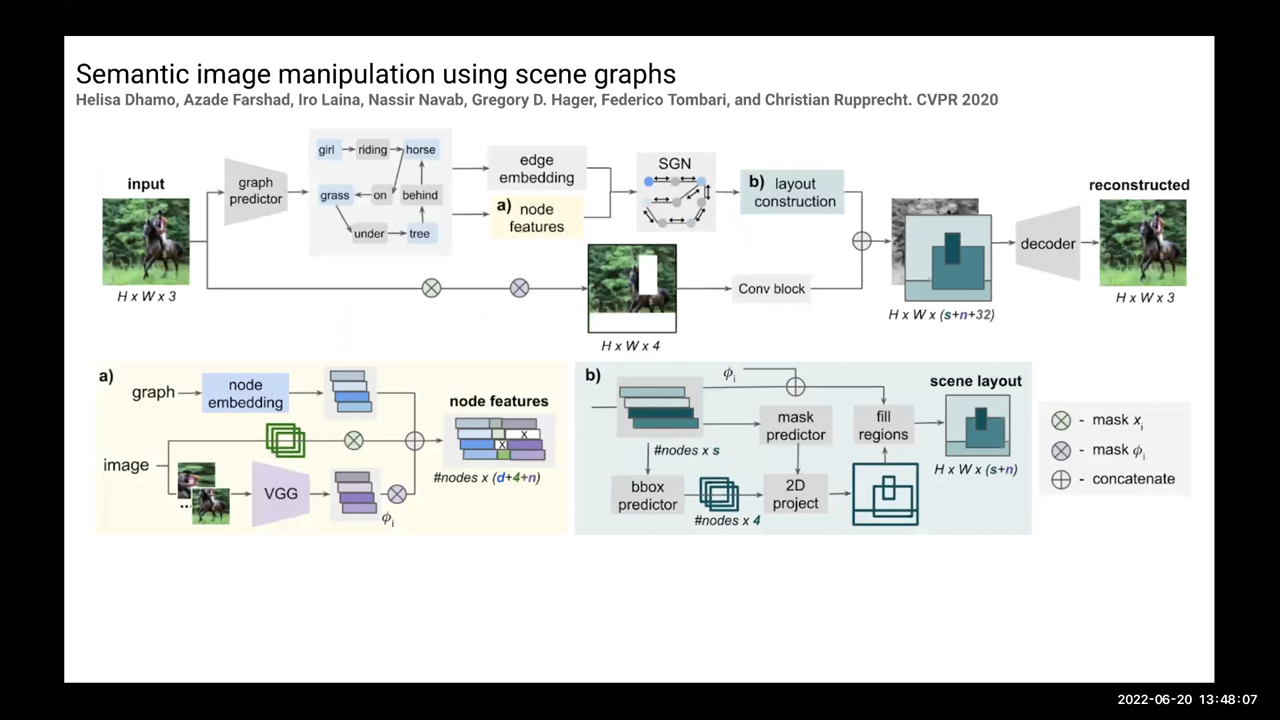 Semantic image manipulation using scene graphs
Helisa Dhamo, Azade Farshad, Iro Laina, Nassir Navab, Gregory D. Hager, Federico Tombari, and Christian Rupprecht. CVPR 2020
input
H x W x 3
graph
predictor
girl riding horse
grass on behind
under tree
edge
embedding
a) node
features
SGN
b) layout
construction
H x W x 4
Conv block
H x W x (s+n+32)
decoder
reconstructed
H x W x 3
a)
graph
node
embedding
image
VGG
ϕi
node features
X
X
#nodes x (d+4+n)
b)
ϕi
#nodes x s
mask
predictor
fill
regions
bbox
predictor
#nodes x 4
2D
project
scene layout
H x W x (s+n)
- mask xi
- mask ϕi
- concatenate
2022-06-20 13:48:07